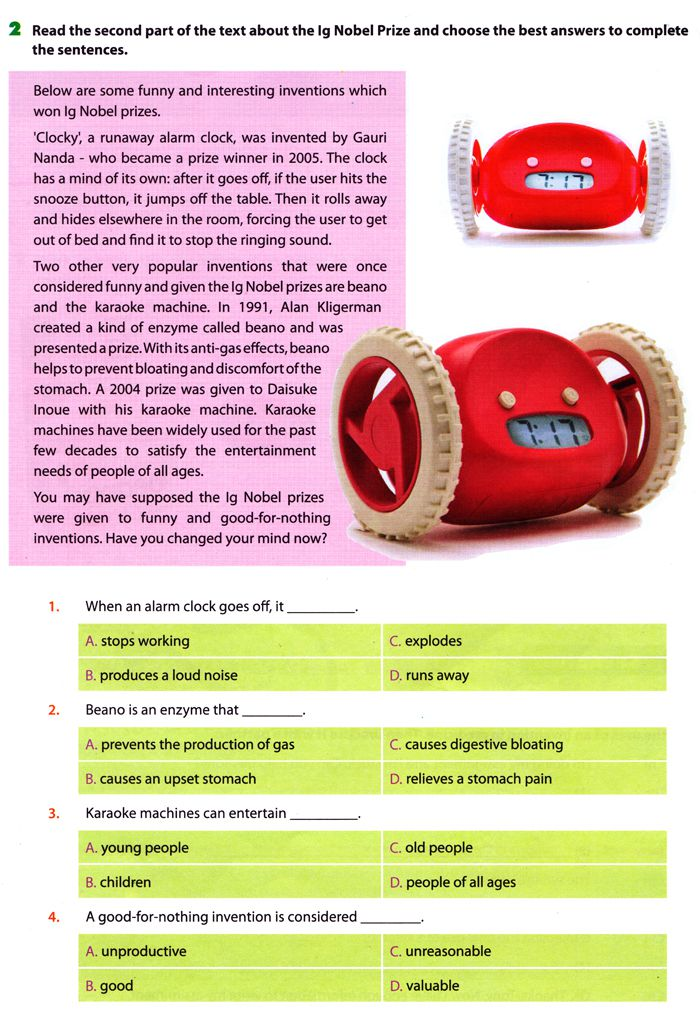 2 Read the second part of the text about the Ig Nobel Prize and choose the best answers to complete
the sentences.
Below are some funny and interesting inventions which
won Ig Nobel prizes.
'Clocky', a runaway alarm clock, was invented by Gauri
Nanda - who became a prize winner in 2005. The clock
has a mind of its own: after it goes off, if the user hits the
snooze button, it jumps off the table. Then it rolls away
and hides elsewhere in the room, forcing the user to get
out of bed and find it to stop the ringing sound.
Two other very popular inventions that were once
considered funny and given the Ig Nobel prizes are beano
and the karaoke machine. In 1991, Alan Kligerman
created a kind of enzyme called beano and was
presented a prize. With its anti-gas effects, beano
helps to prevent bloating and discomfort of the
stomach. A 2004 prize was given to Daisuke
Inoue with his karaoke machine. Karaoke
machines have been widely used for the past
few decades to satisfy the entertainment
needs of people of all ages.
You may have supposed the Ig Nobel prizes
were given to funny and good-for-nothing
inventions. Have you changed your mind now?
7:17
7:17
1. When an alarm clock goes off, it _________.
A. stops working
C. explodes
B. produces a loud noise
D. runs away
2. Beano is an enzyme that ________.
A. prevents the production of gas
C. causes digestive bloating
B. causes an upset stomach
D. relieves a stomach pain
3. Karaoke machines can entertain _________.
A. young people
C. old people
B. children
D. people of all ages
4. A good-for-nothing invention is considered ________.
A. unproductive
C. unreasonable
B. good
D. valuable